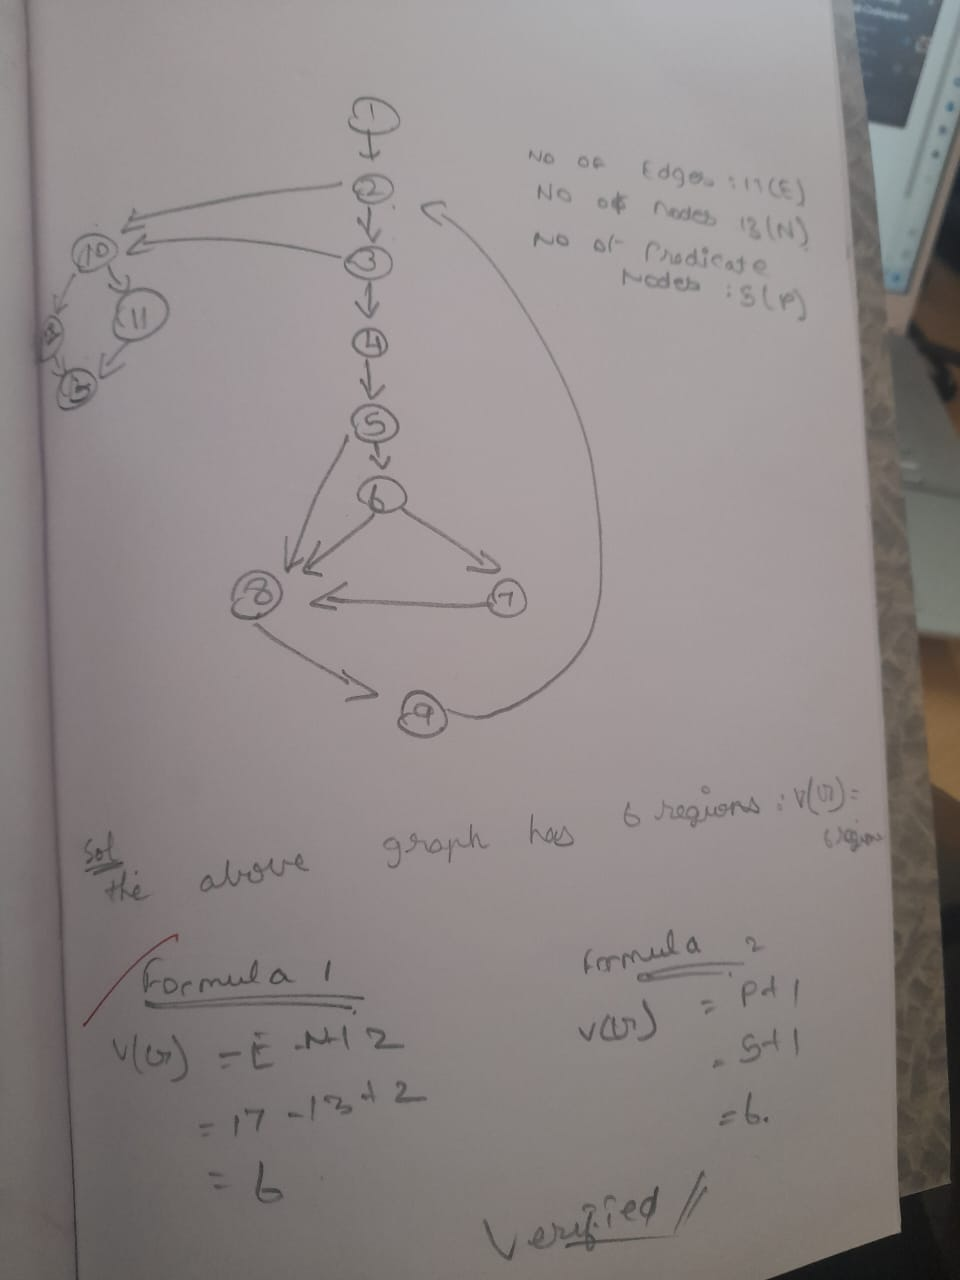 1
2
3
4
5
6
7
8
9
10
11
13
No of Edges : 17(E)
No of nodes 13(N)
No of Predicate
Nodes : 5(P)
Sol
the above graph has 6 regions : V(G) =
6 regions
Formula 1
V(G) = E - N + 2
= 17 - 13 + 2
= 6
Formula 2
V(G) = P + 1
= 5 + 1
= 6.
Verified //